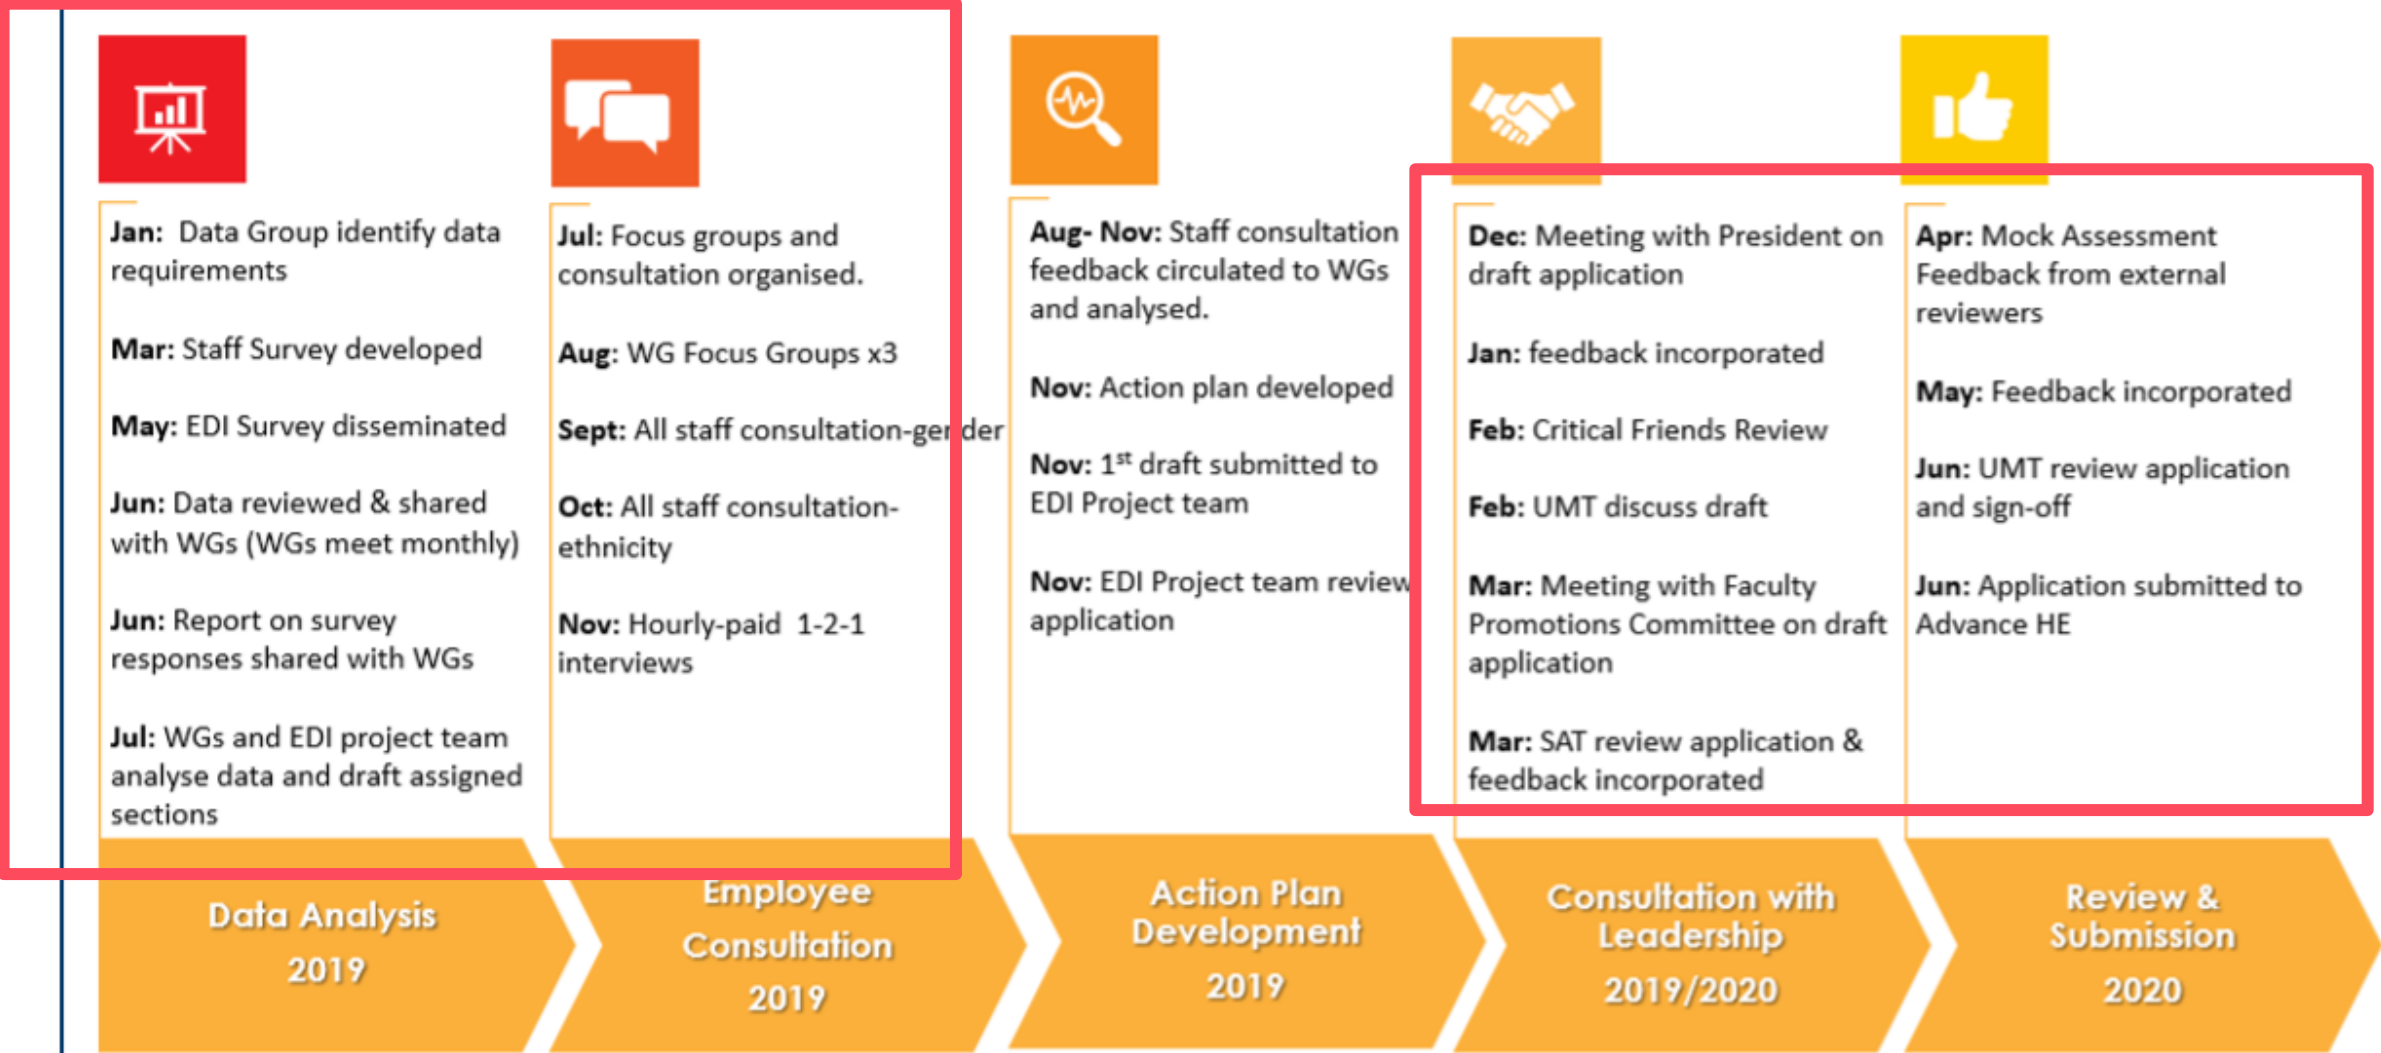 Jan: Data Group identify data
requirements
Mar: Staff Survey developed
May: EDI Survey disseminated
Jun: Data reviewed & shared
with WGs (WGs meet monthly)
Jun: Report on survey
responses shared with WGs
Jul: WGs and EDI project team
analyse data and draft assigned
sections
Data Analysis
2019
Jul: Focus groups and
consultation organised.
Aug: WG Focus Groups x3
Sept: All staff consultation-gender
Oct: All staff consultation-
ethnicity
Nov: Hourly-paid 1-2-1
interviews
Employee
Consultation
2019
Aug- Nov: Staff consultation
feedback circulated to WGs
and analysed.
Nov: Action plan developed
Nov: 1st draft submitted to
EDI Project team
Nov: EDI Project team review
application
Action Plan
Development
2019
Dec: Meeting with President on
draft application
Jan: feedback incorporated
Feb: Critical Friends Review
Feb: UMT discuss draft
Mar: Meeting with Faculty
Promotions Committee on draft
application
Mar: SAT review application &
feedback incorporated
Consultation with
Leadership
2019/2020
Apr: Mock Assessment
Feedback from external
reviewers
May: Feedback incorporated
Jun: UMT review application
and sign-off
Jun: Application submitted to
Advance HE
Review &
Submission
2020